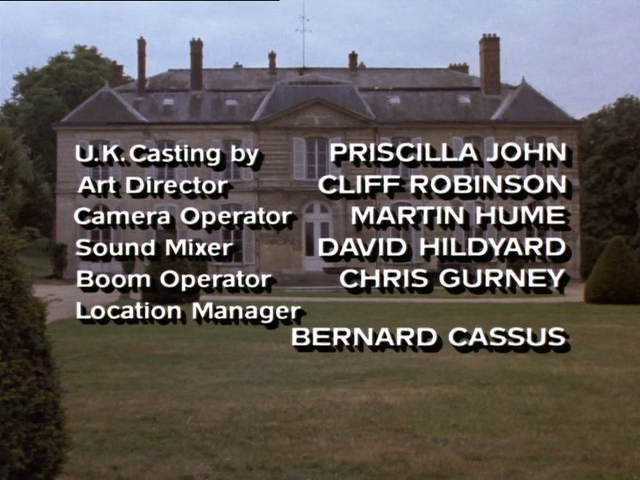 U.K. Casting by PRISCILLA JOHN
Art Director CLIFF ROBINSON
Camera Operator MARTIN HUME
Sound Mixer DAVID HILDYARD
Boom Operator CHRIS GURNEY
Location Manager
BERNARD CASSUS